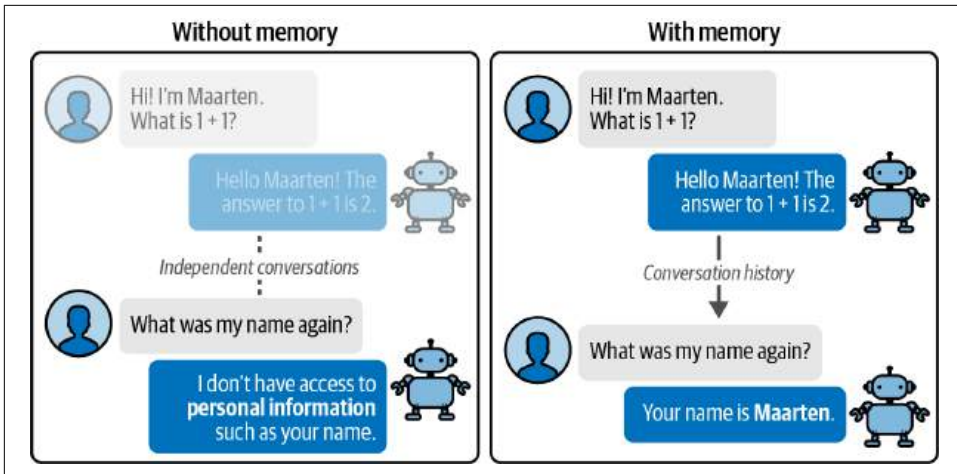 Without memory
Hi! I'm Maarten.
What is 1 + 1?
Hello Maarten! The
answer to 1 + 1 is 2.
Independent conversations
What was my name again?
I don't have access to
personal information
such as your name.
With memory
Hi! I'm Maarten.
What is 1 + 1?
Hello Maarten! The
answer to 1 + 1 is 2.
Conversation history
What was my name again?
Your name is Maarten.